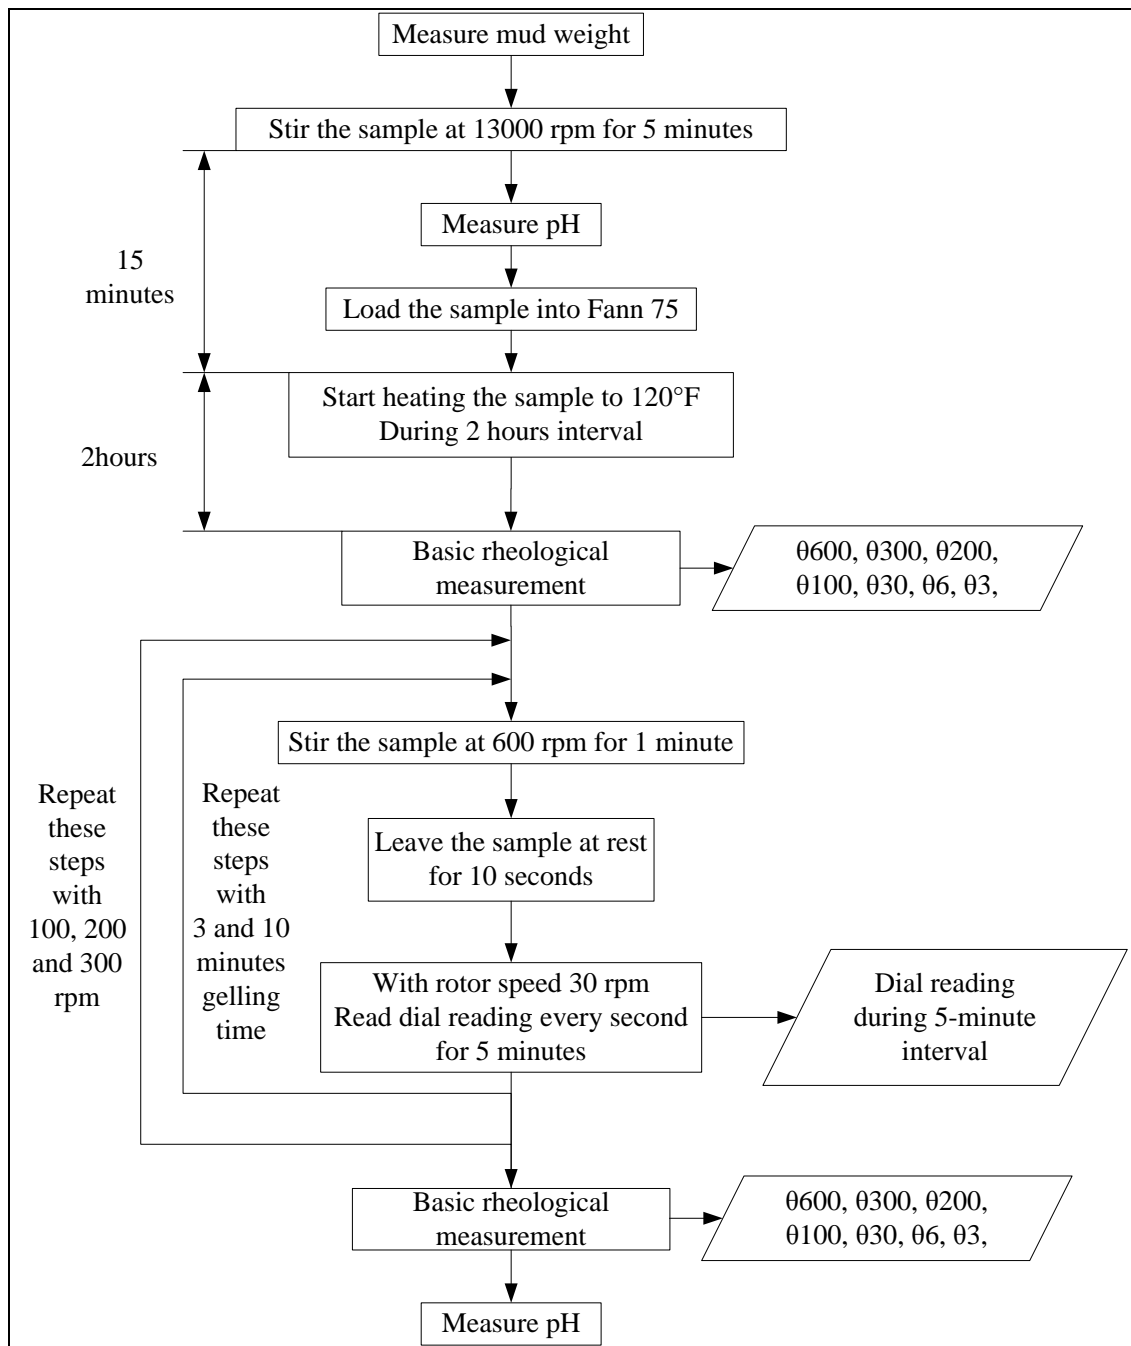 Measure mud weight
Stir the sample at 13000 rpm for 5 minutes
Measure pH
15
minutes
Load the sample into Fann 75
Start heating the sample to 120°F
During 2 hours interval
2hours
Basic rheological
measurement
θ600, θ300, θ200,
θ100, θ30, θ6, θ3,
Stir the sample at 600 rpm for 1 minute
Repeat
these
steps
with
100, 200
and 300
rpm
Repeat
these
steps
with
3 and 10
minutes
gelling
time
Leave the sample at rest
for 10 seconds
With rotor speed 30 rpm
Read dial reading every second
for 5 minutes
Dial reading
during 5-minute
interval
Basic rheological
measurement
θ600, θ300, θ200,
θ100, θ30, θ6, θ3,
Measure pH